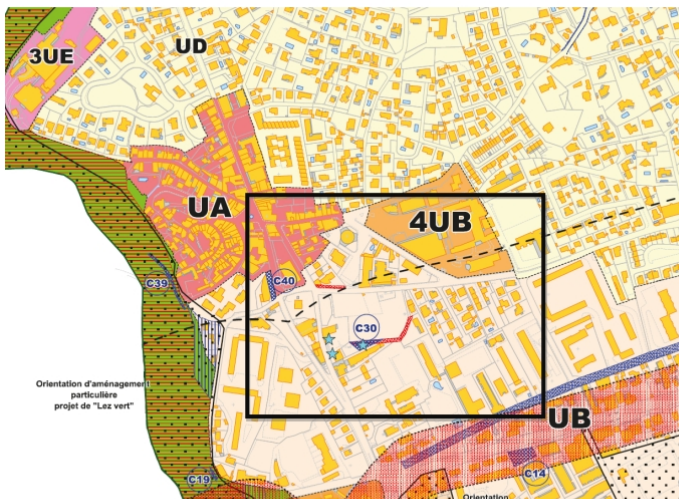 3UE
UD
UA
4UB
C39
C40
C30
Orientation d'aménagement
particulière
projet de "Lez vert"
UB
C19
C14
Orientation